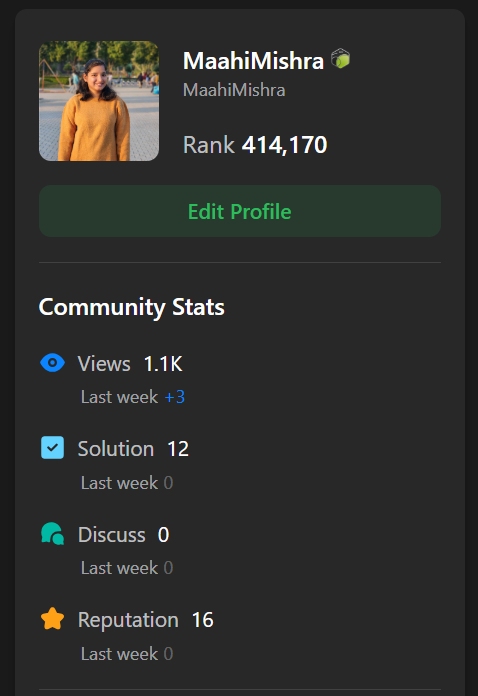 MaahiMishra
MaahiMishra
Rank 414,170
Edit Profile
Community Stats
Views 1.1K
Last week +3
Solution 12
Last week 0
Discuss 0
Last week 0
Reputation 16
Last week 0